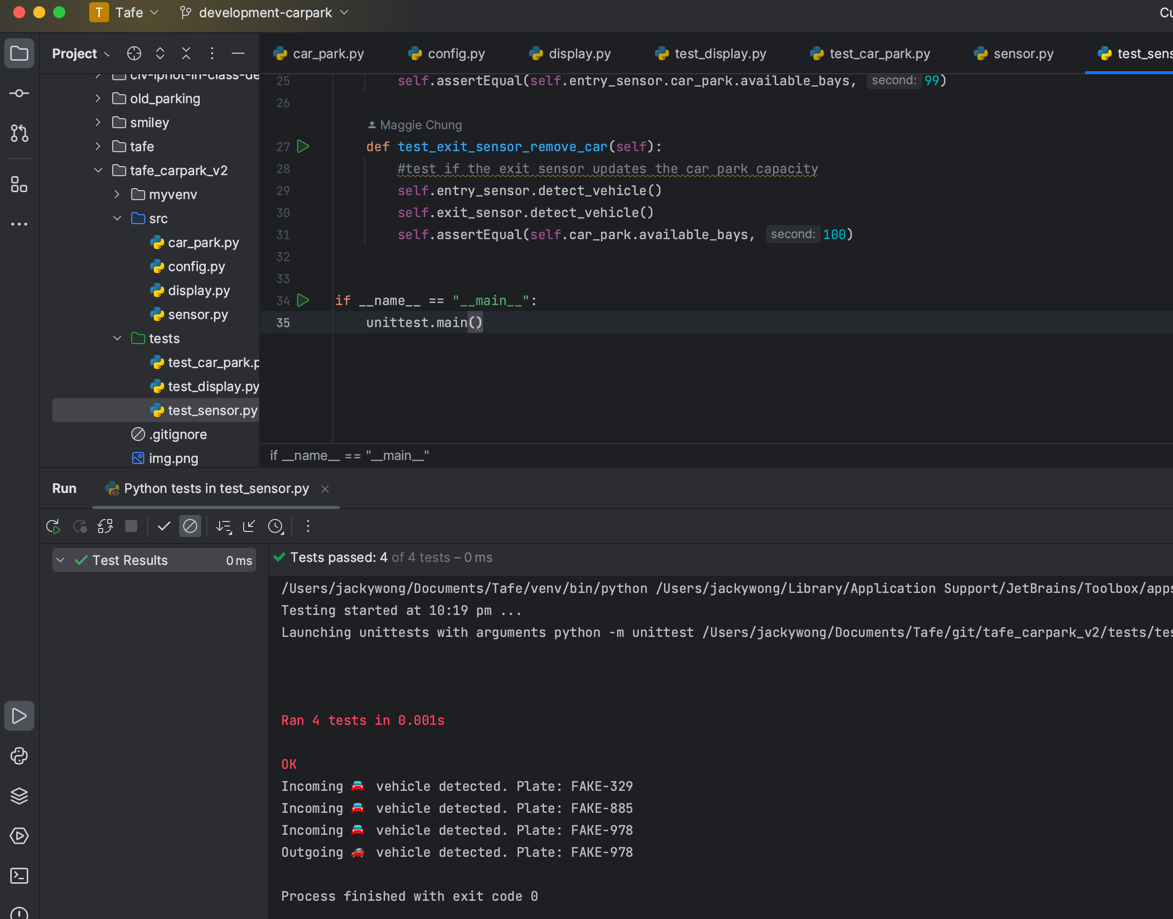 T Tafe development-carpark Cu
Project
car_park.py config.py display.py test_display.py test_car_park.py sensor.py test_sens
civ-iphot-in-class-de
old_parking
smiley
tafe
tafe_carpark_v2
myvenv
src
car_park.py
config.py
display.py
sensor.py
tests
test_car_park.p
test_display.py
test_sensor.py
.gitignore
img.png
25 self.assertEqual(self.entry_sensor.car_park.available_bays, second: 99)
26
Maggie Chung
27 def test_exit_sensor_remove_car(self):
28 #test if the exit sensor updates the car park capacity
29 self.entry_sensor.detect_vehicle()
30 self.exit_sensor.detect_vehicle()
31 self.assertEqual(self.car_park.available_bays, second: 100)
32
33
34 if __name__ == "__main__":
35 unittest.main()
if __name__ == "__main__"
Run Python tests in test_sensor.py
Test Results 0 ms
Tests passed: 4 of 4 tests – 0 ms
/Users/jackywong/Documents/Tafe/venv/bin/python /Users/jackywong/Library/Application Support/JetBrains/Toolbox/apps
Testing started at 10:19 pm ...
Launching unittests with arguments python -m unittest /Users/jackywong/Documents/Tafe/git/tafe_carpark_v2/tests/tes
Ran 4 tests in 0.001s
OK
Incoming 🚘 vehicle detected. Plate: FAKE-329
Incoming 🚘 vehicle detected. Plate: FAKE-885
Incoming 🚘 vehicle detected. Plate: FAKE-978
Outgoing 🚗 vehicle detected. Plate: FAKE-978
Process finished with exit code 0